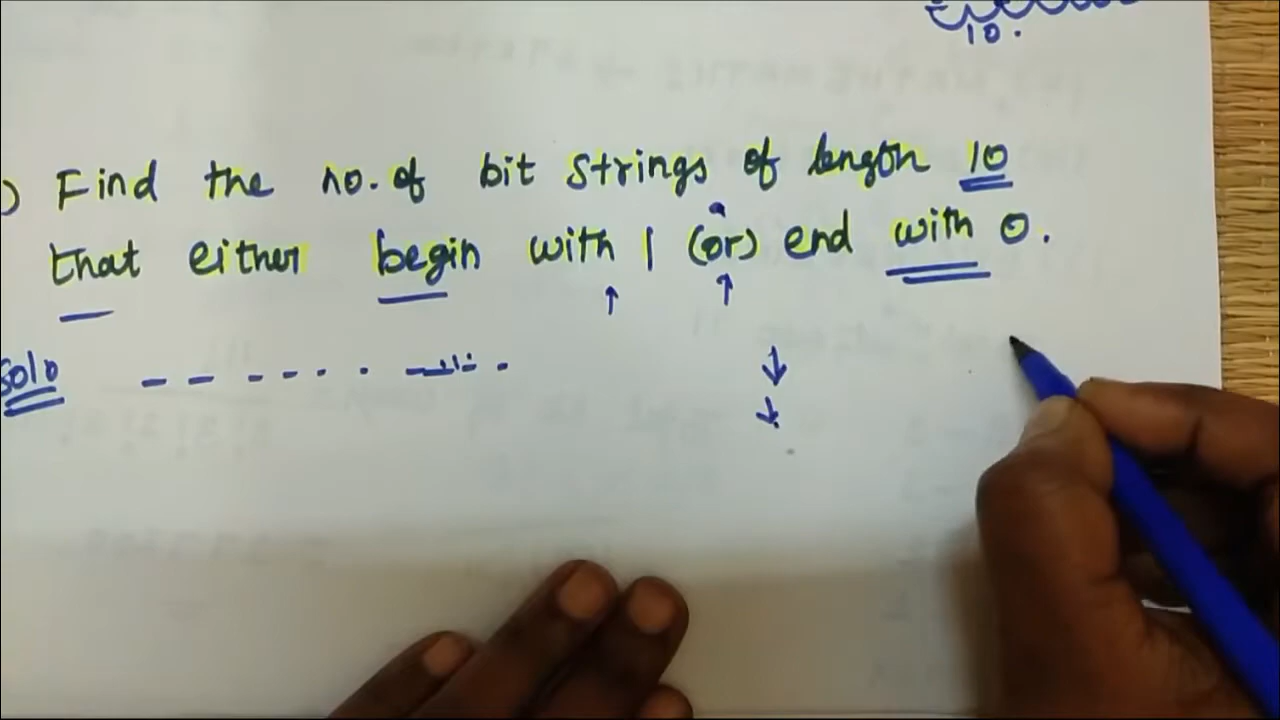 10.
) Find the no. of bit strings of length 10
that either begin with 1 (or) end with 0.
Soln